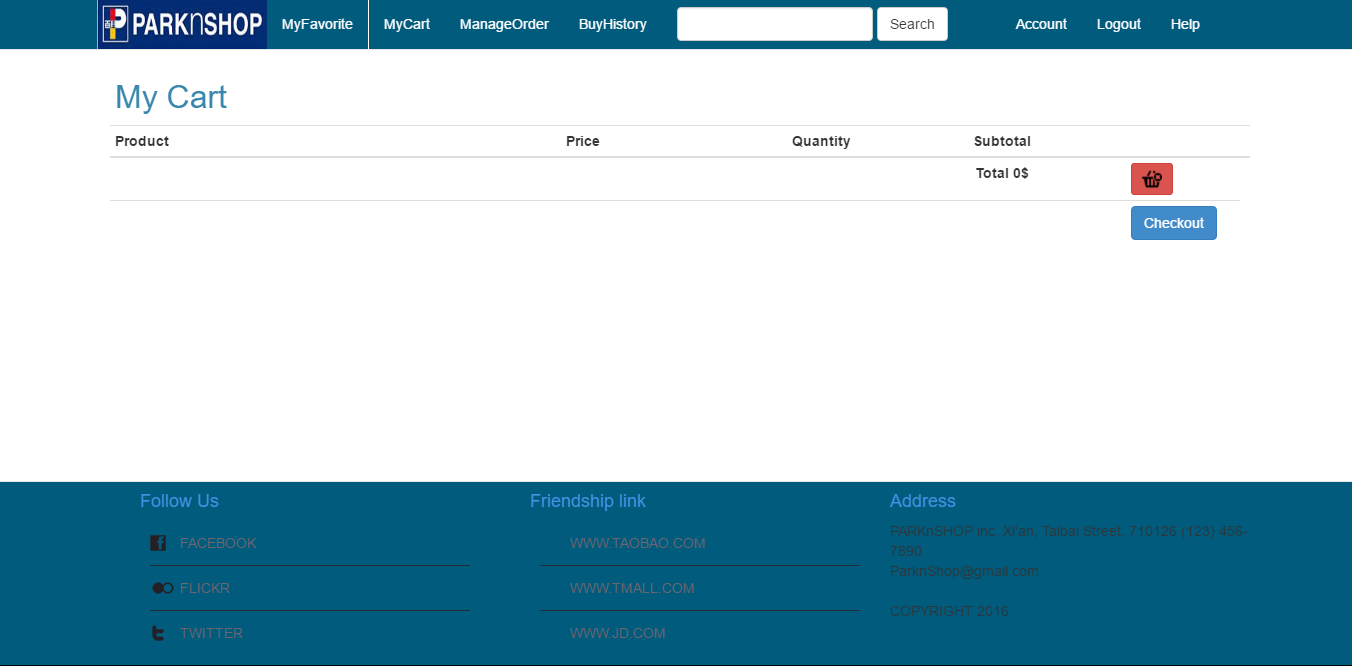 PARKnSHOP MyFavorite MyCart ManageOrder BuyHistory Search Account Logout Help
My Cart
Product Price Quantity Subtotal
Total 0$
Checkout
Follow Us
FACEBOOK
FLICKR
TWITTER
Friendship link
WWW.TAOBAO.COM
WWW.TMALL.COM
WWW.JD.COM
Address
PARKnSHOP inc. Xi'an, Taibai Street, 710126 (123) 456-
7890
ParknShop@gmail.com
COPYRIGHT 2016